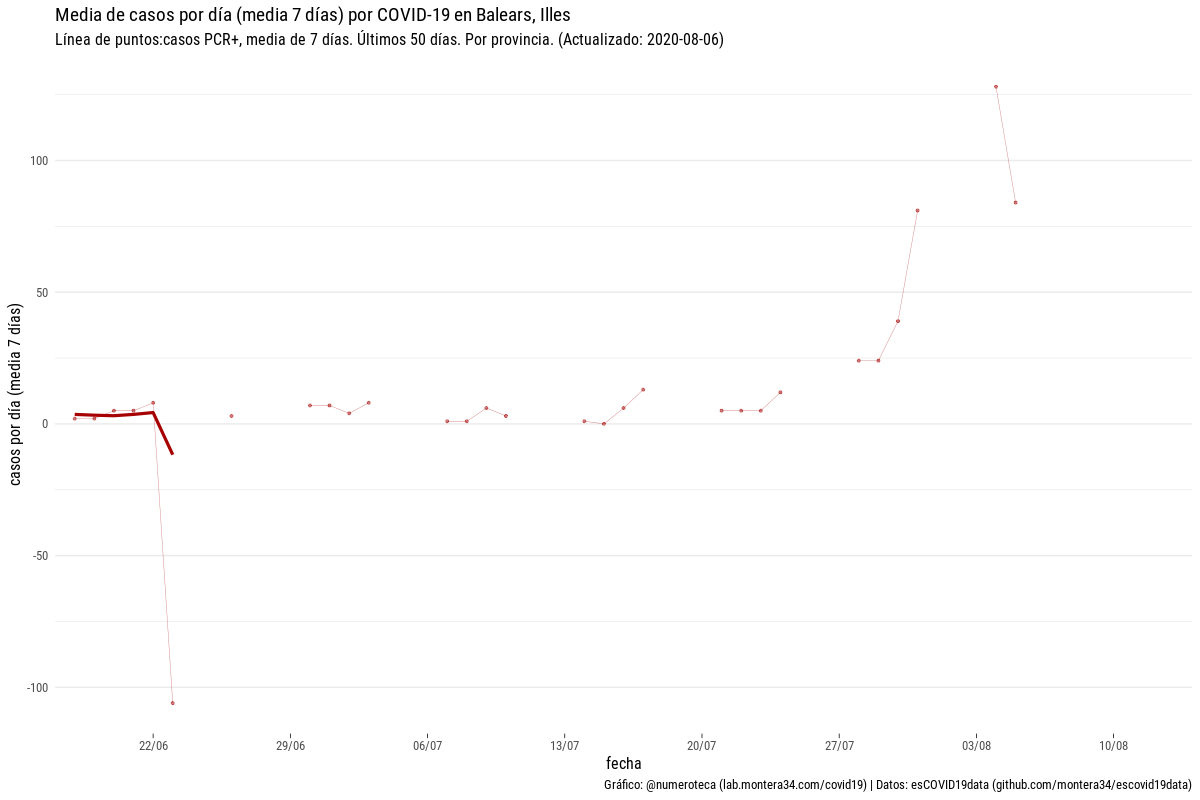 Media de casos por día (media 7 días) por COVID-19 en Balears, Illes
Línea de puntos:casos PCR+, media de 7 días. Últimos 50 días. Por provincia. (Actualizado: 2020-08-06)
casos por día (media 7 días)
100
50
0
-50
-100
22/06
29/06
06/07
13/07
20/07
27/07
03/08
10/08
fecha
Gráfico: @numeroteca (lab.montera34.com/covid19) | Datos: esCOVID19data (github.com/montera34/escovid19data)